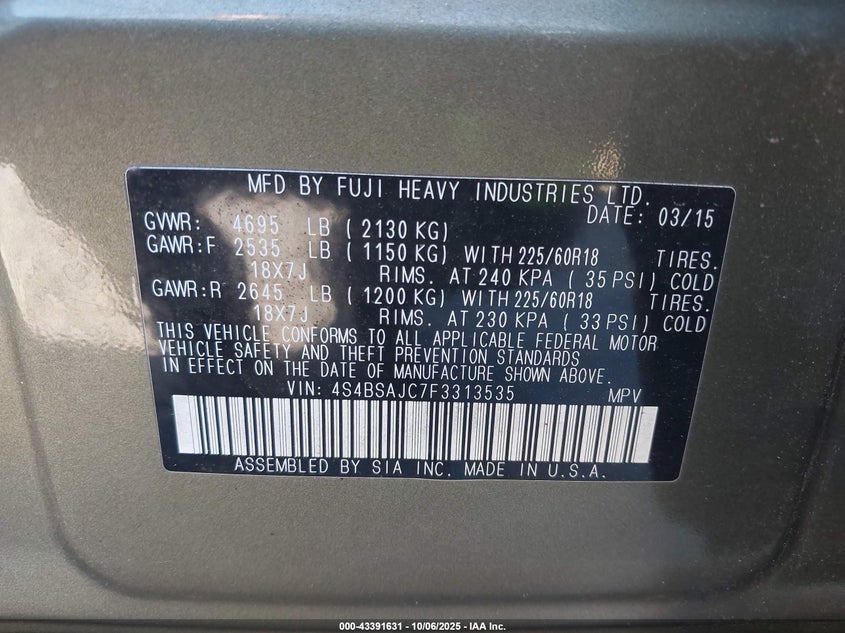 MFD BY FUJI HEAVY INDUSTRIES LTD.
DATE: 03/15
GVWR: 4695 LB ( 2130 KG)
GAWR:F 2535 LB ( 1150 KG) WITH 225/60R18 TIRES.
18X7J RIMS. AT 240 KPA ( 35 PSI) COLD
GAWR:R 2645 LB ( 1200 KG) WITH 225/60R18 TIRES.
18X7J RIMS. AT 230 KPA ( 33 PSI) COLD
THIS VEHICLE CONFORMS TO ALL APPLICABLE FEDERAL MOTOR
VEHICLE SAFETY AND THEFT PREVENTION STANDARDS
IN EFFECT ON THE DATE OF MANUFACTURE SHOWN ABOVE.
VIN: 4S4BSAJC7F3313535 MPV
ASSEMBLED BY SIA INC. MADE IN U.S.A.
000-43391631 - 10/06/2025 - IAA Inc.